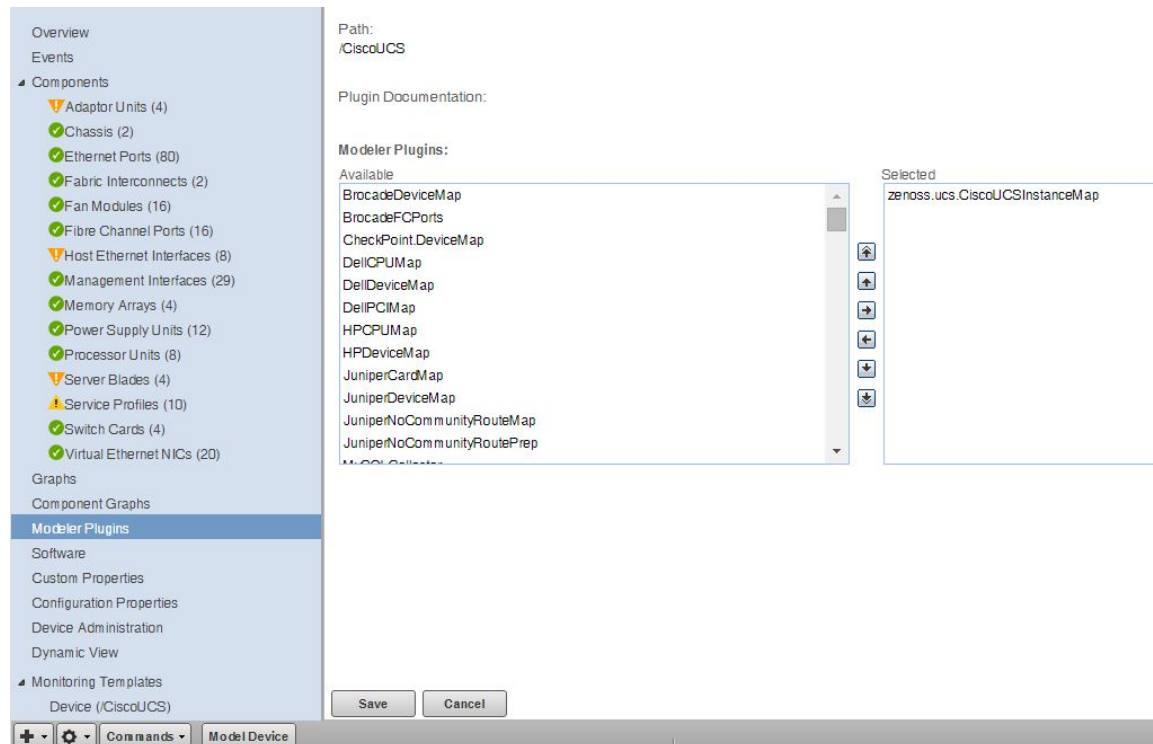 Overview
Events
Components
Adaptor Units (4)
Chassis (2)
Ethernet Ports (80)
Fabric Interconnects (2)
Fan Modules (16)
Fibre Channel Ports (16)
Host Ethernet Interfaces (8)
Management Interfaces (29)
Memory Arrays (4)
Power Supply Units (12)
Processor Units (8)
Server Blades (4)
Service Profiles (10)
Switch Cards (4)
Virtual Ethernet NICs (20)
Graphs
Component Graphs
Modeler Plugins
Software
Custom Properties
Configuration Properties
Device Administration
Dynamic View
Monitoring Templates
Device (/CiscoUCS)
Path:
/CiscoUCS
Plugin Documentation:
Modeler Plugins:
Available
BrocadeDeviceMap
BrocadeFCPorts
CheckPoint.DeviceMap
DellCPUMap
DellDeviceMap
DellPCIMap
HPCPUMap
HPDeviceMap
JuniperCardMap
JuniperDeviceMap
JuniperNoCommunityRouteMap
JuniperNoCommunityRoutePrep
Selected
zenoss.ucs.CiscoUCSInstanceMap
Save Cancel
Commands Model Device